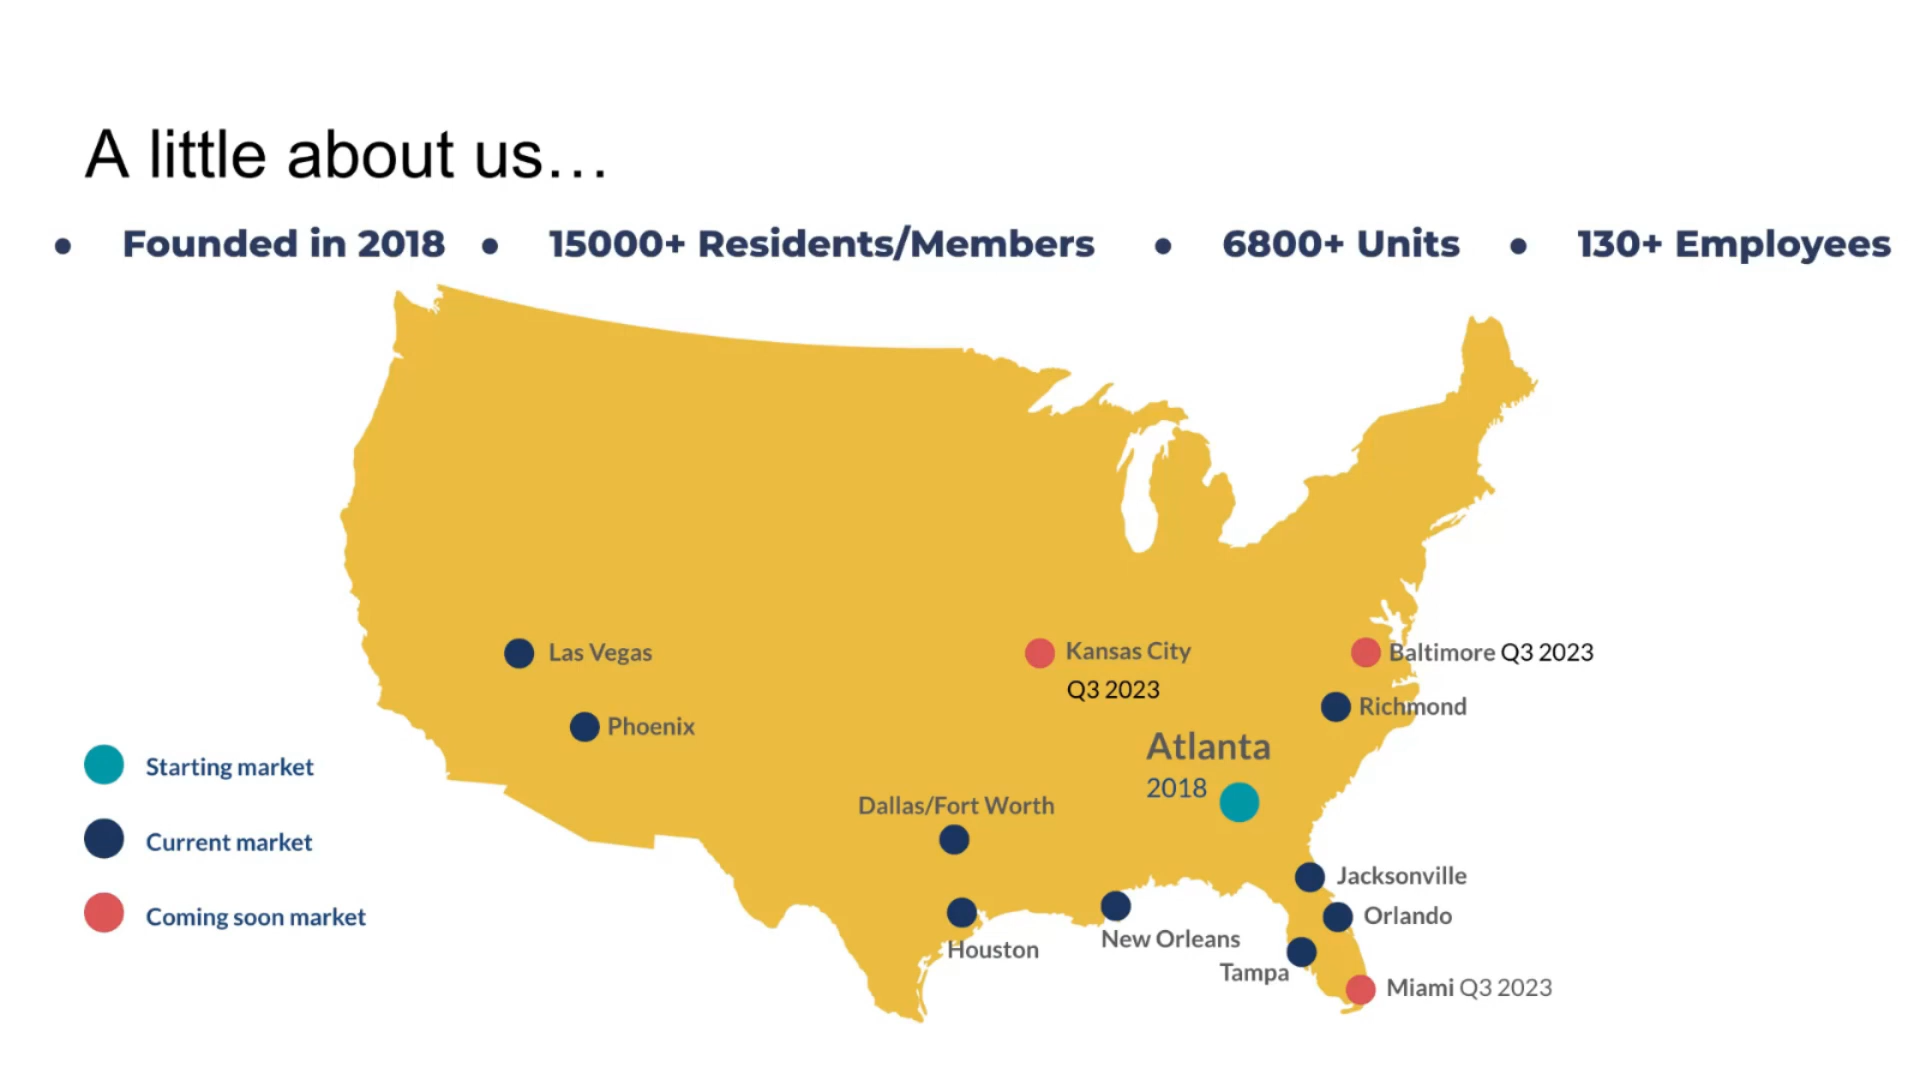 A little about us…
• Founded in 2018 • 15000+ Residents/Members • 6800+ Units • 130+ Employees
Las Vegas
Kansas City
Q3 2023
Baltimore Q3 2023
Richmond
Phoenix
Atlanta
2018
Starting market
Dallas/Fort Worth
Current market
Jacksonville
Coming soon market
Orlando
New Orleans
Houston
Tampa
Miami Q3 2023